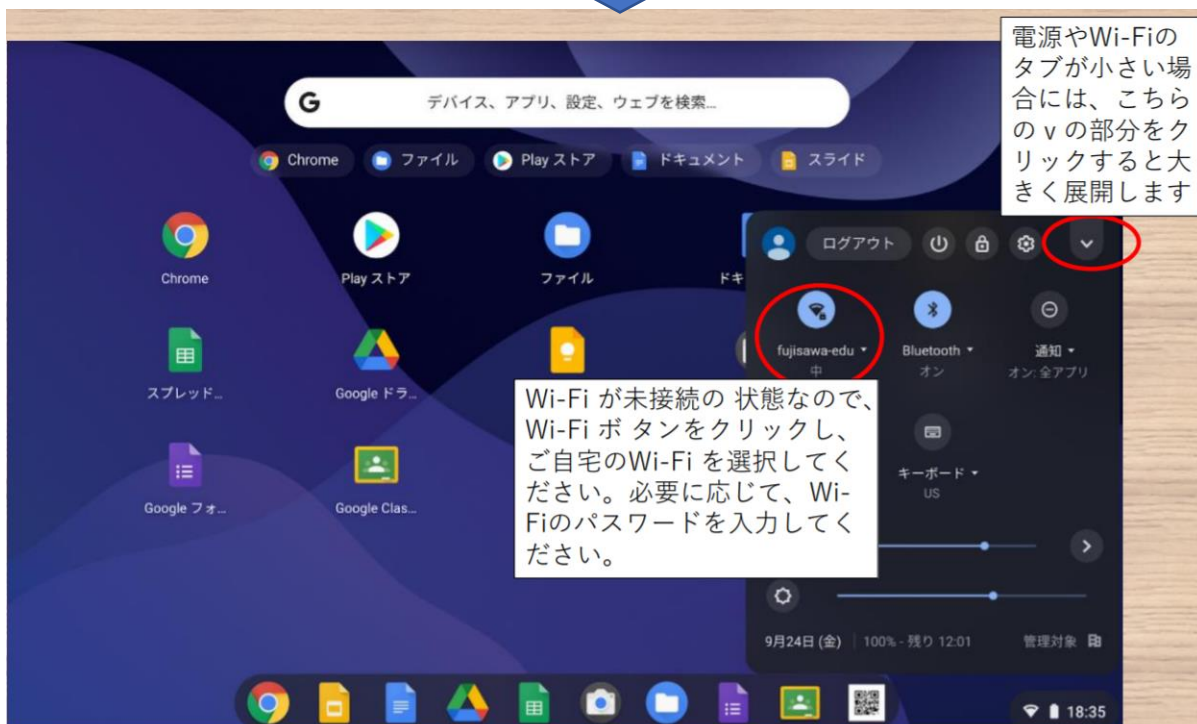 電源やWi-Fiの
タブが小さい場
合には、こちら
のvの部分をク
リックすると大
きく展開します
G
デバイス、アプリ、設定、ウェブを検索...
Chrome
ファイル
Play ストア
ドキュメント
スライド
Chrome
Play ストア
ファイル
ドキ
ログアウト
fujisawa-edu
中
Bluetooth
オン
通知
オン: 全アプリ
スプレッド...
Google ドラ...
Wi-Fi が未接続の 状態なので、
Wi-Fi ボ タンをクリックし、
ご自宅のWi-Fi を選択してく
ださい。必要に応じて、Wi-
Fiのパスワードを入力してく
ださい。
キーボード
US
Google フォ...
Google Clas...
9月24日 (金)
100% - 残り 12:01
管理対象
18:35